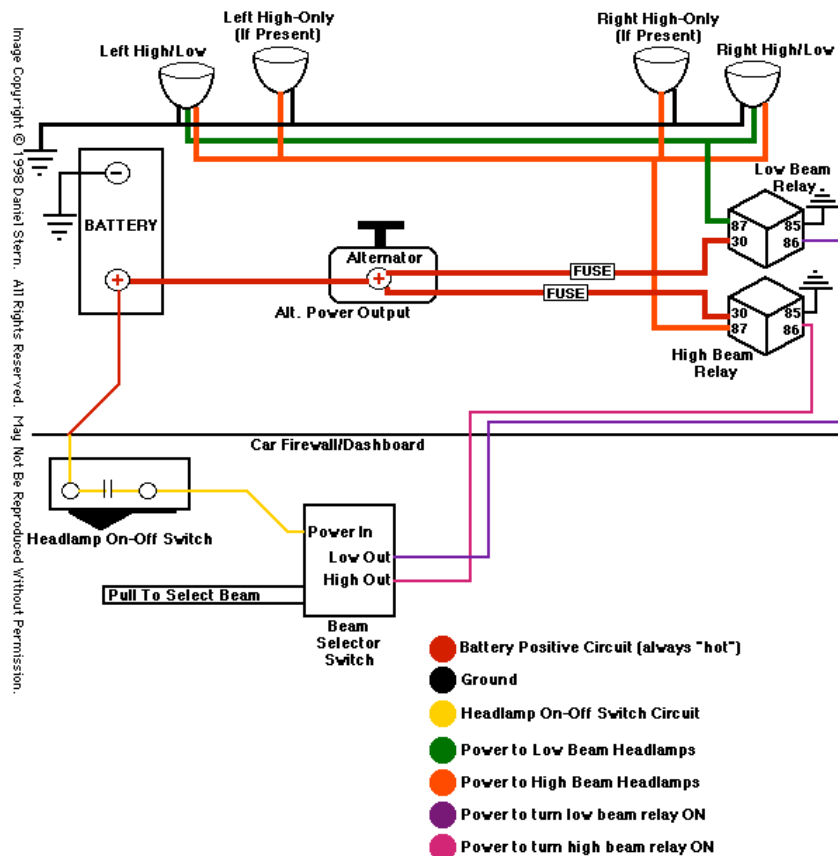 Image Copyright © 1998 Daniel Stern. All Rights Reserved. May Not Be Reproduced Without Permission.
Left High-Only
(If Present)
Right High-Only
(If Present)
Left High/Low
Right High/Low
Low Beam
Relay
BATTERY
87
85
30
86
Alternator
FUSE
FUSE
Alt. Power Output
30
85
87
86
High Beam
Relay
Car Firewall/Dashboard
Headlamp On-Off Switch
Power In
Low Out
High Out
Pull To Select Beam
Beam
Selector
Switch
Battery Positive Circuit (always "hot")
Ground
Headlamp On-Off Switch Circuit
Power to Low Beam Headlamps
Power to High Beam Headlamps
Power to turn low beam relay ON
Power to turn high beam relay ON